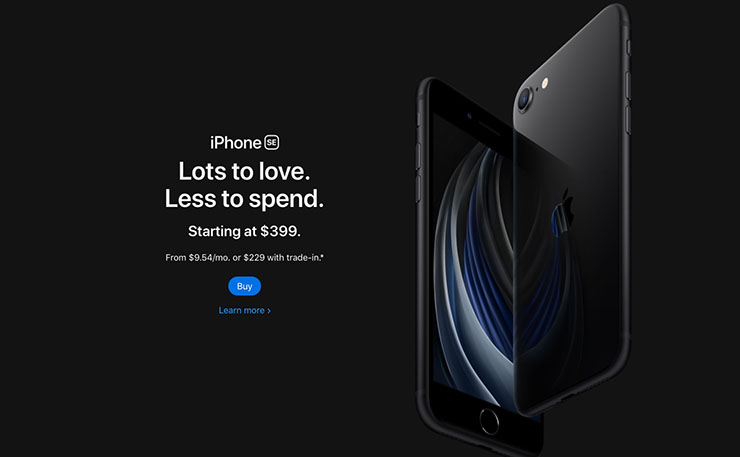 iPhone SE
Lots to love.
Less to spend.
Starting at $399.
From $9.54/mo. or $229 with trade-in.*
Buy
Learn more ›